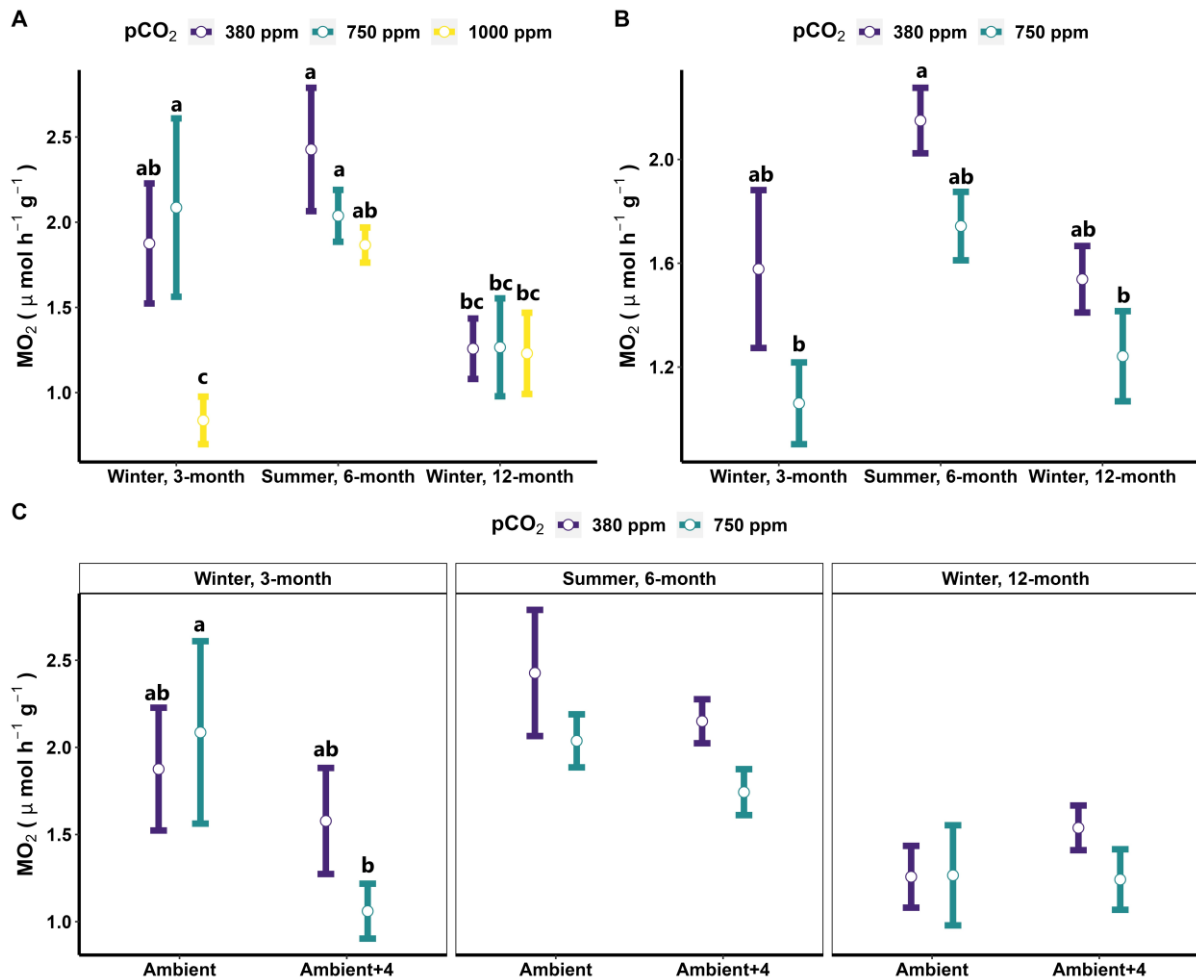 A
pCO₂ 380 ppm 750 ppm 1000 ppm
MO₂ ( μ mol h⁻¹ g⁻¹ )
2.5
2.0
1.5
1.0
ab
a
c
a
a
ab
bc
bc
bc
Winter, 3-month Summer, 6-month Winter, 12-month
B
pCO₂ 380 ppm 750 ppm
MO₂ ( μ mol h⁻¹ g⁻¹ )
2.0
1.6
1.2
ab
b
a
ab
ab
b
Winter, 3-month Summer, 6-month Winter, 12-month
C
pCO₂ 380 ppm 750 ppm
Winter, 3-month Summer, 6-month Winter, 12-month
MO₂ ( μ mol h⁻¹ g⁻¹ )
2.5
2.0
1.5
1.0
ab
a
ab
b
Ambient Ambient+4 Ambient Ambient+4 Ambient Ambient+4